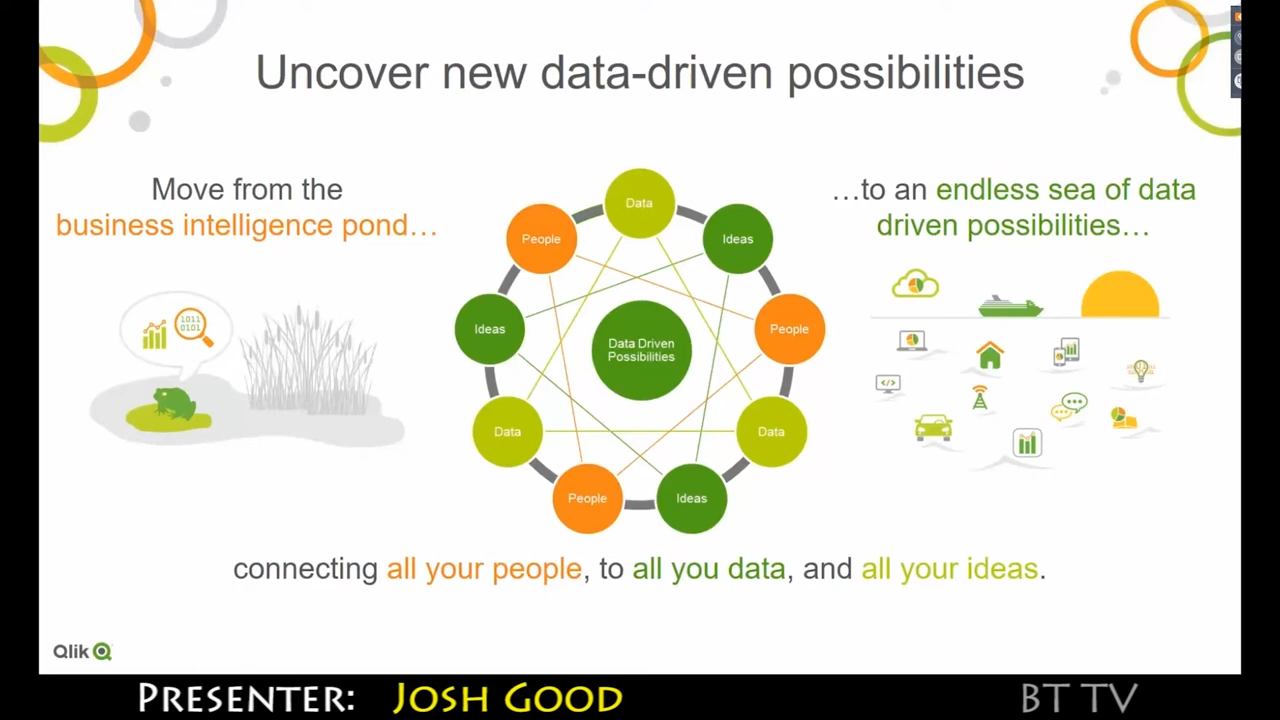 Uncover new data-driven possibilities
Move from the
business intelligence pond…
…to an endless sea of data
driven possibilities…
Data
People
Ideas
Ideas
People
Data Driven
Possibilities
Data
Data
People
Ideas
1011
0101
</>
connecting all your people, to all you data, and all your ideas.
Qlik
PRESENTER: JOSH GOOD
BT TV